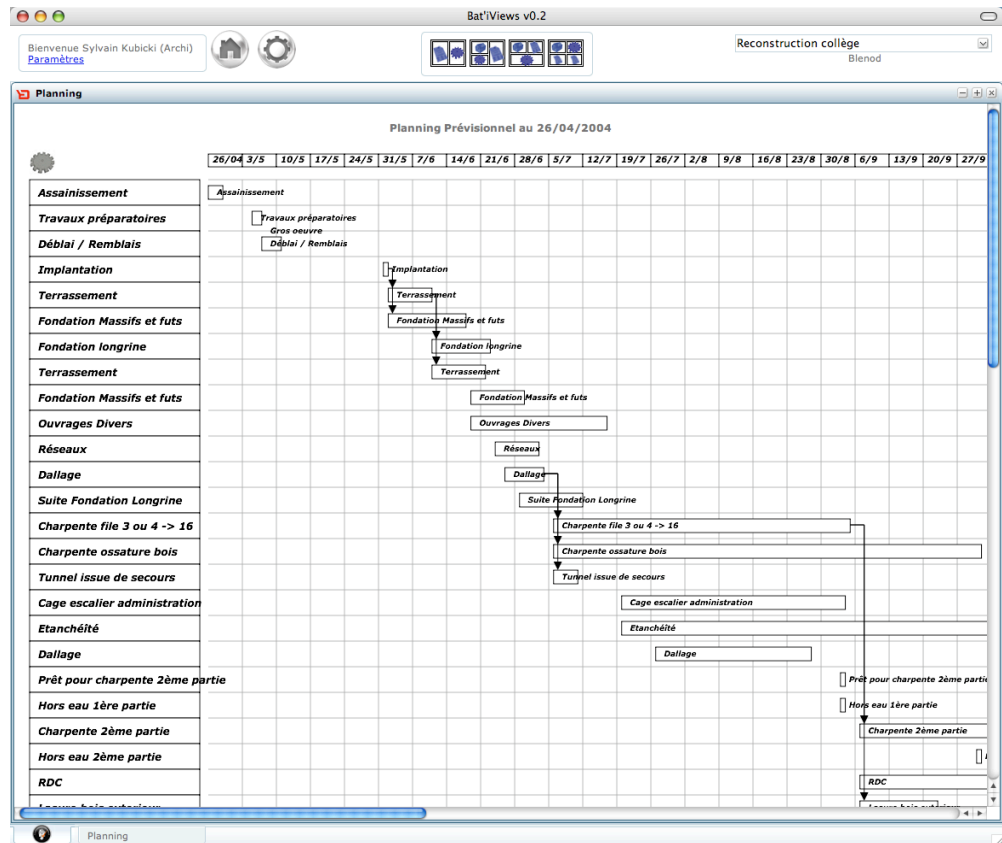 Bat'iViews v0.2
Bienvenue Sylvain Kubicki (Archi)
Paramètres
Reconstruction collège
Blenod
Planning
Planning Prévisionnel au 26/04/2004
26/04 3/5 10/5 17/5 24/5 31/5 7/6 14/6 21/6 28/6 5/7 12/7 19/7 26/7 2/8 9/8 16/8 23/8 30/8 6/9 13/9 20/9 27/9
Assainissement Assainissement
Travaux préparatoires Travaux préparatoires
Gros oeuvre
Déblai / Remblais Déblai / Remblais
Implantation Implantation
Terrassement Terrassement
Fondation Massifs et futs Fondation Massifs et futs
Fondation longrine Fondation longrine
Terrassement Terrassement
Fondation Massifs et futs Fondation Massifs et futs
Ouvrages Divers Ouvrages Divers
Réseaux Réseaux
Dallage Dallage
Suite Fondation Longrine Suite Fondation Longrine
Charpente file 3 ou 4 -> 16 Charpente file 3 ou 4 -> 16
Charpente ossature bois Charpente ossature bois
Tunnel issue de secours Tunnel issue de secours
Cage escalier administration Cage escalier administration
Etanchéîté Etanchéîté
Dallage Dallage
Prêt pour charpente 2ème partie Prêt pour charpente 2ème partie
Hors eau 1ère partie Hors eau 1ère partie
Charpente 2ème partie Charpente 2ème partie
Hors eau 2ème partie
RDC RDC
Planning